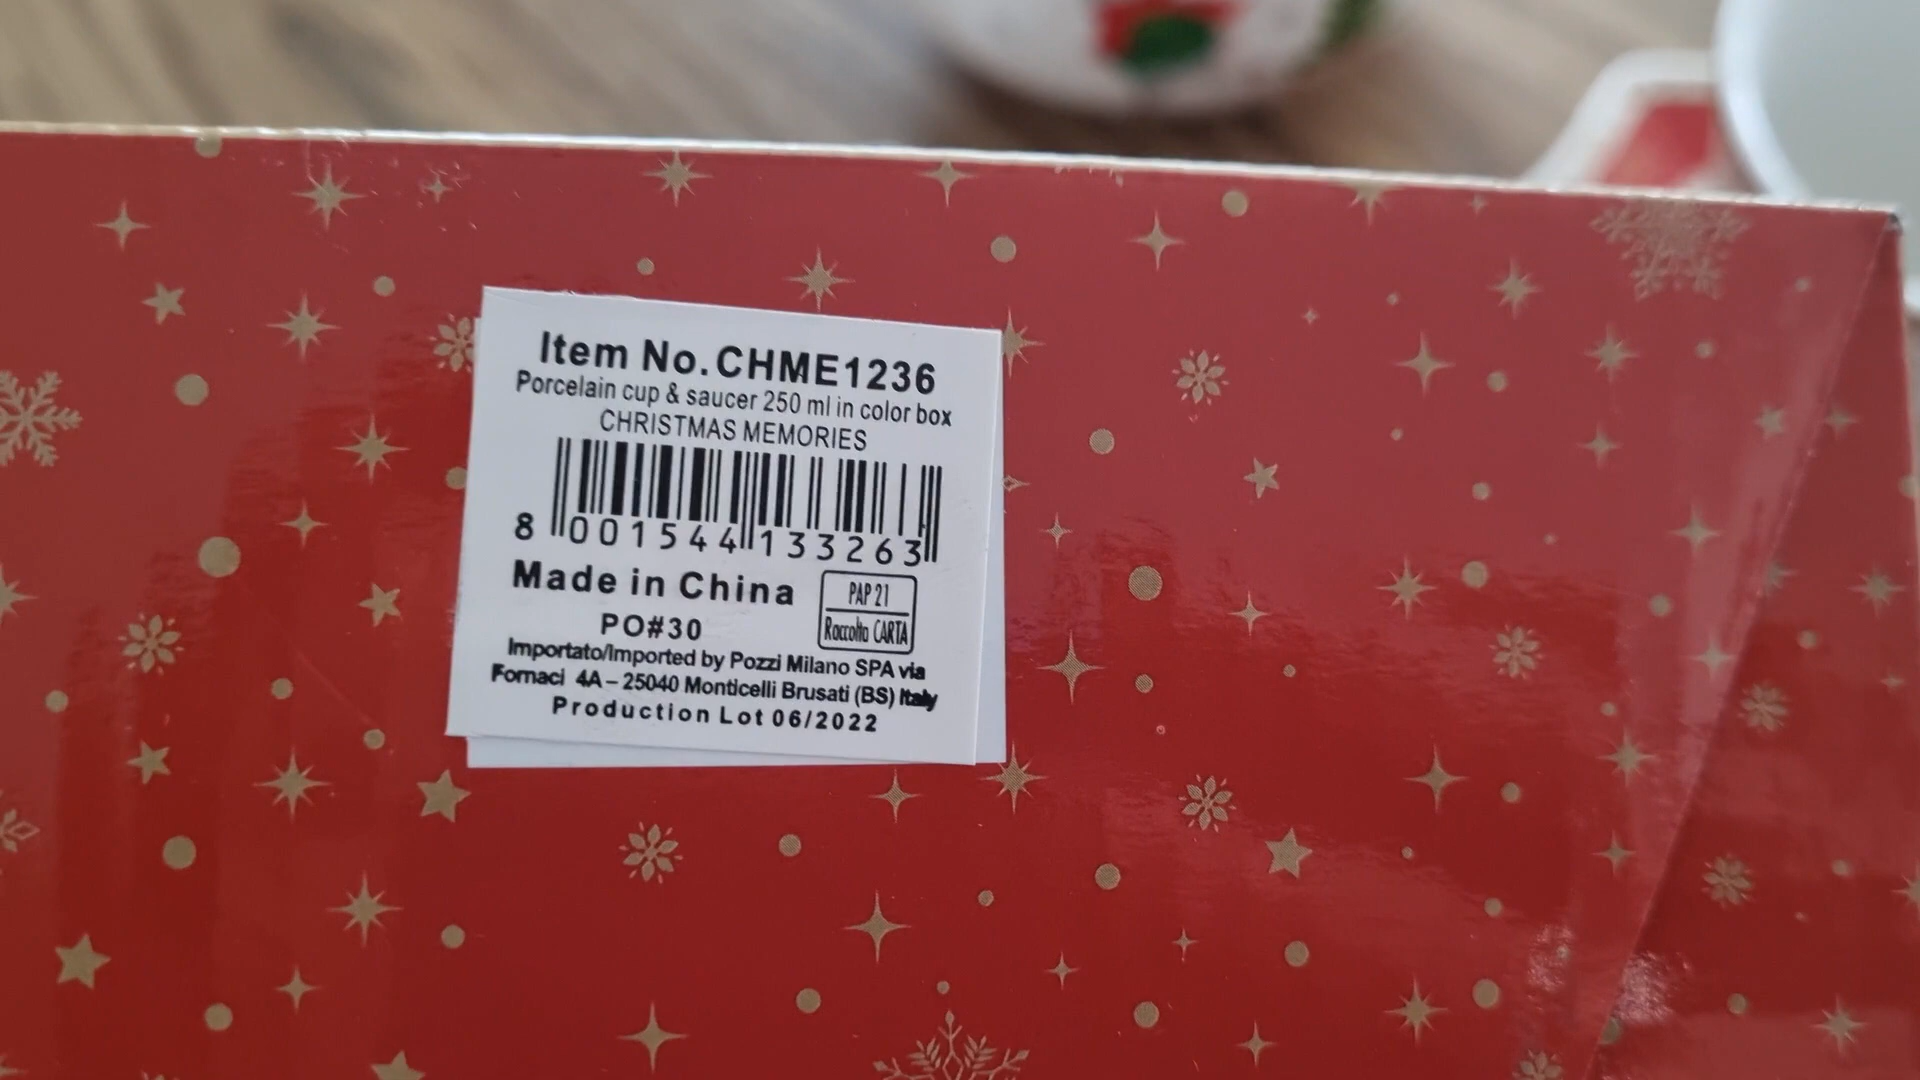 Item No.CHME1236
Porcelain cup & saucer 250 ml in color box
CHRISTMAS MEMORIES
8 001544 133263
Made in China
PAP 21
Raccolta CARTA
PO#30
Importato/Imported by Pozzi Milano SPA via
Fornaci 4A – 25040 Monticelli Brusati (BS) Italy
Production Lot 06/2022